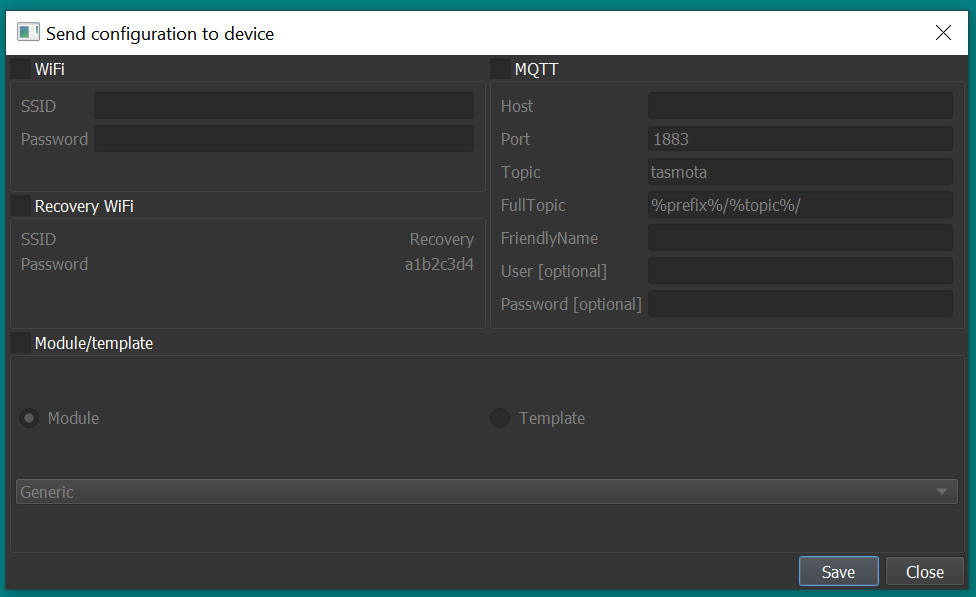 Send configuration to device
WiFi
SSID
Password
Recovery WiFi
SSID Recovery
Password a1b2c3d4
MQTT
Host
Port 1883
Topic tasmota
FullTopic %prefix%/%topic%/
FriendlyName
User [optional]
Password [optional]
Module/template
Module Template
Generic
Save Close